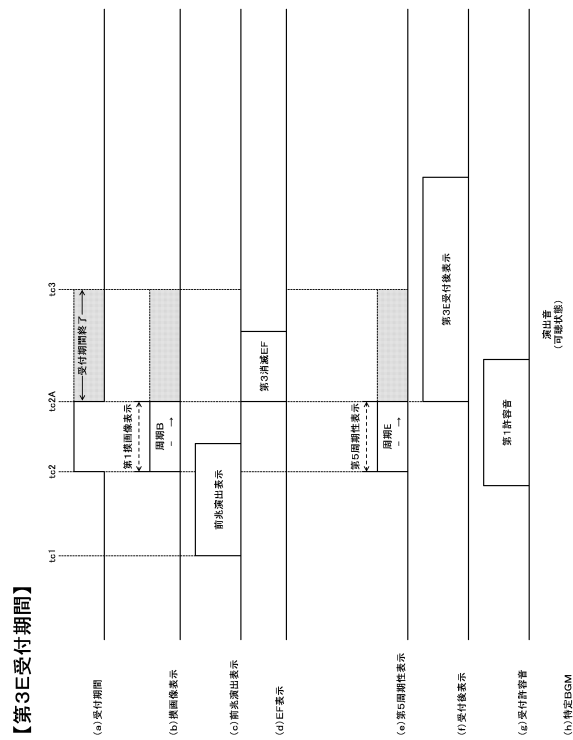 【第3E受付期間】
tc1
tc2
tc2A
tc3
(a)受付期間
受付期間終了
(b)摸画像表示
第1摸画像表示
周期B
→
(c)前兆演出表示
前兆演出表示
(d)EF表示
第3消滅EF
(e)第5周期性表示
第5周期性表示
周期E
→
(f)受付後表示
第3E受付後表示
(g)受付許容音
第1許容音
(h)特定BGM
演出音
(可聴状態)